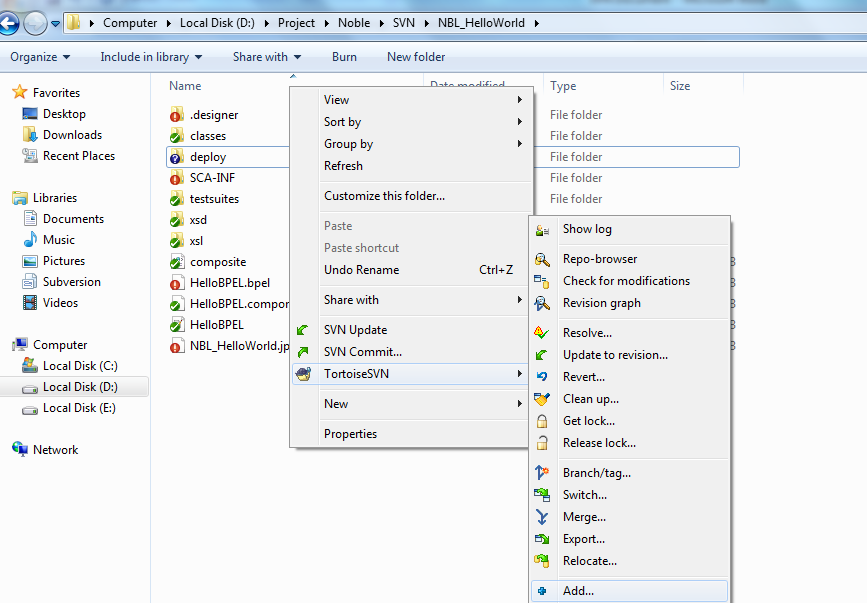 Computer Local Disk (D:) Project Noble SVN NBL_HelloWorld
Organize Include in library Share with Burn New folder
Name Date modified Type Size
Favorites
Desktop
Downloads
Recent Places
Libraries
Documents
Music
Pictures
Subversion
Videos
Computer
Local Disk (C:)
Local Disk (D:)
Local Disk (E:)
Network
.designer File folder
classes File folder
deploy File folder
SCA-INF File folder
testsuites File folder
xsd
xsl
composite
HelloBPEL.bpel
HelloBPEL.compor
HelloBPEL
NBL_HelloWorld.jp
View
Sort by
Group by
Refresh
Customize this folder...
Paste
Paste shortcut
Undo Rename Ctrl+Z
Share with
SVN Update
SVN Commit...
TortoiseSVN
New
Properties
Show log
Repo-browser
Check for modifications
Revision graph
Resolve...
Update to revision...
Revert...
Clean up...
Get lock...
Release lock...
Branch/tag...
Switch...
Merge...
Export...
Relocate...
Add...